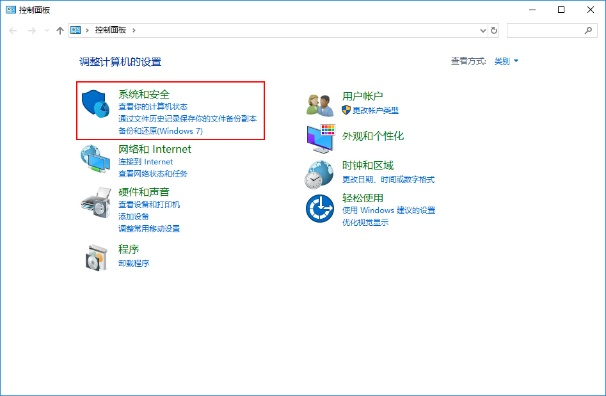 控制面板
控制面板
调整计算机的设置
查看方式: 类别
系统和安全
查看你的计算机状态
通过文件历史记录保存你的文件备份副本
备份和还原(Windows 7)
网络和 Internet
连接到 Internet
查看网络状态和任务
硬件和声音
查看设备和打印机
添加设备
调整常用移动设置
程序
卸载程序
用户帐户
更改帐户类型
外观和个性化
时钟和区域
更改日期、时间或数字格式
轻松使用
使用 Windows 建议的设置
优化视觉显示